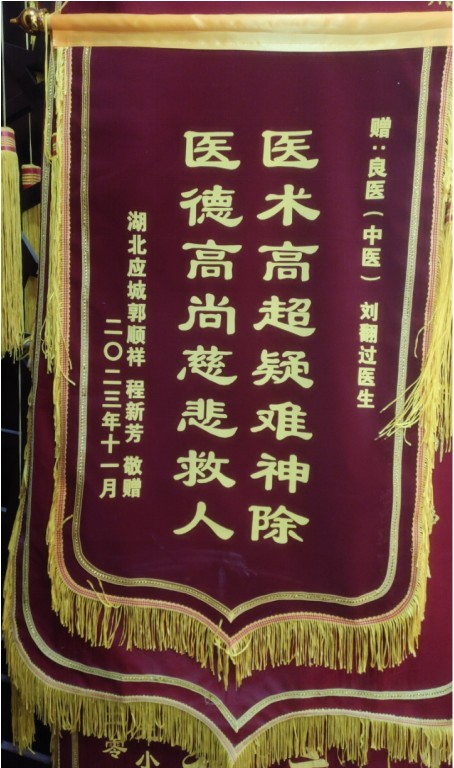 赠：良医（中医） 刘翻过医生
医术高超疑难神除
医德高尚慈悲救人
湖北应城郭顺祥 程新芳 敬赠
二〇二三年十一月
零小